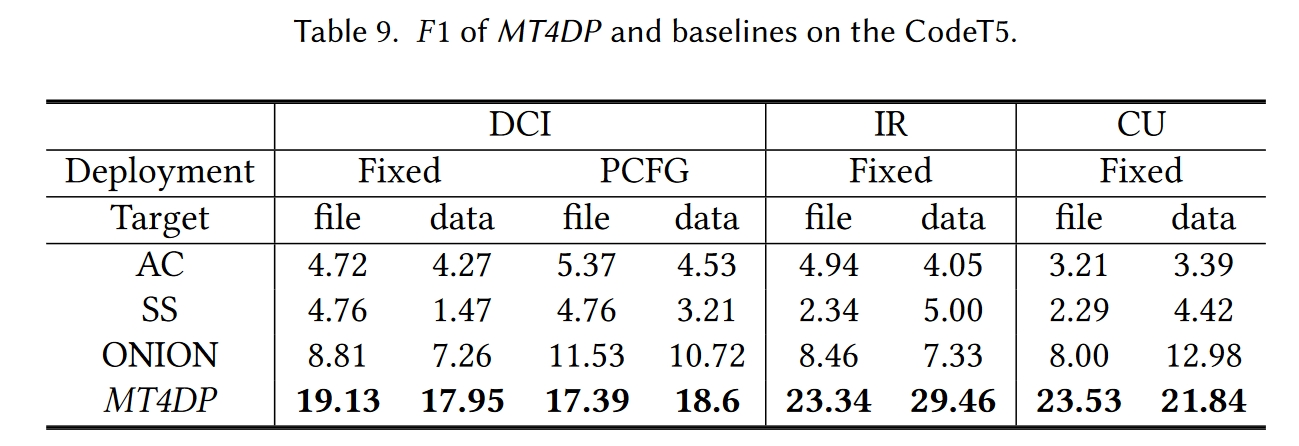 Table 9. F1 of MT4DP and baselines on the CodeT5.
DCI IR CU
Deployment Fixed PCFG Fixed Fixed
Target file data file data file data file data
AC 4.72 4.27 5.37 4.53 4.94 4.05 3.21 3.39
SS 4.76 1.47 4.76 3.21 2.34 5.00 2.29 4.42
ONION 8.81 7.26 11.53 10.72 8.46 7.33 8.00 12.98
MT4DP 19.13 17.95 17.39 18.6 23.34 29.46 23.53 21.84